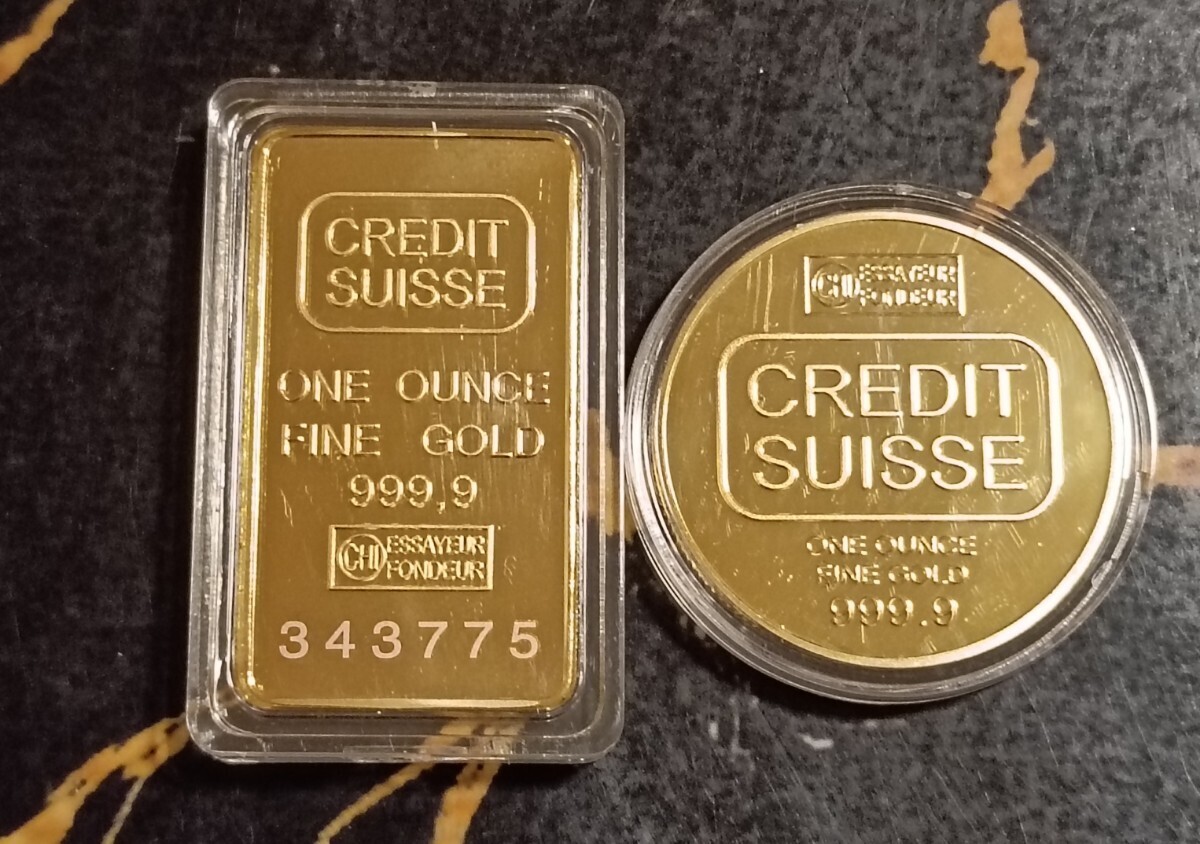 CREDIT
SUISSE
ONE OUNCE
FINE GOLD
999,9
CHI ESSAYEUR
FONDEUR
343775
CHI ESSAYEUR
FONDEUR
CREDIT
SUISSE
ONE OUNCE
FINE GOLD
999.9